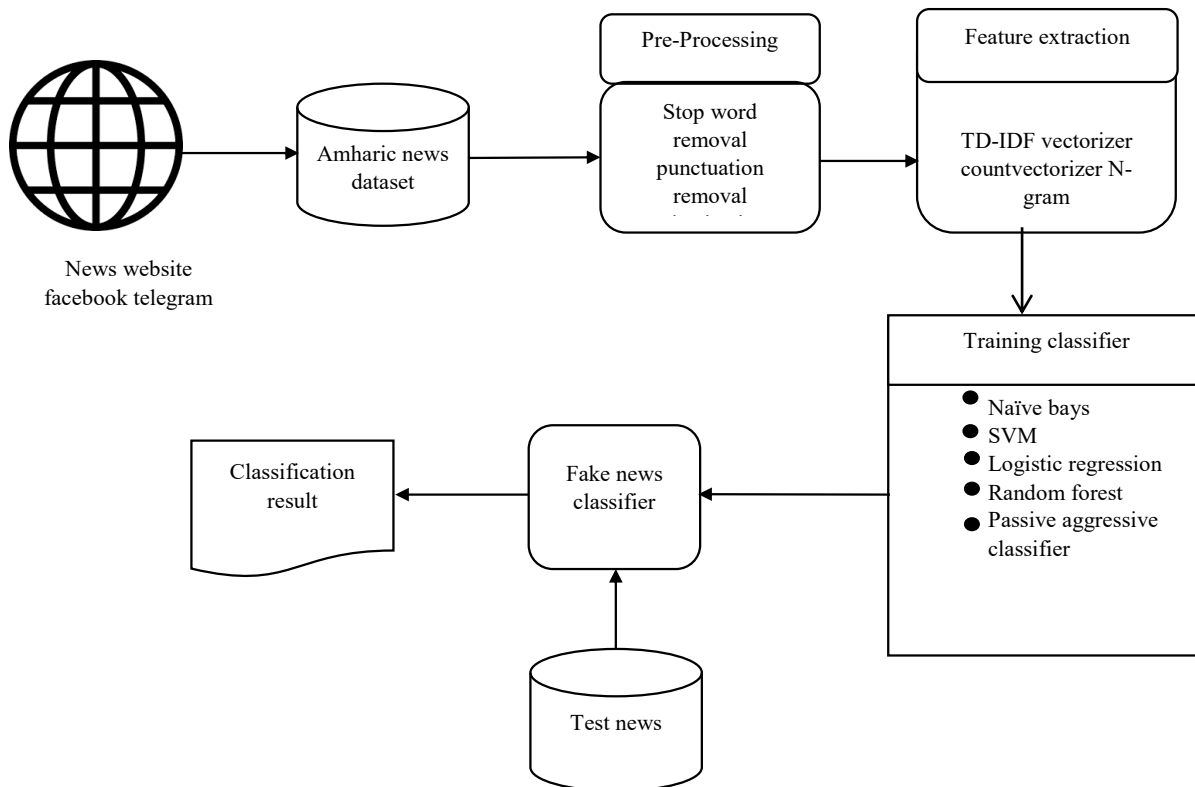 Pre-Processing
Feature extraction
Stop word
removal
punctuation
removal
TD-IDF vectorizer
countvectorizer N-
gram
Amharic news
dataset
News website
facebook telegram
Training classifier
Naïve bays
SVM
Logistic regression
Random forest
Passive aggressive
classifier
Fake news
classifier
Classification
result
Test news